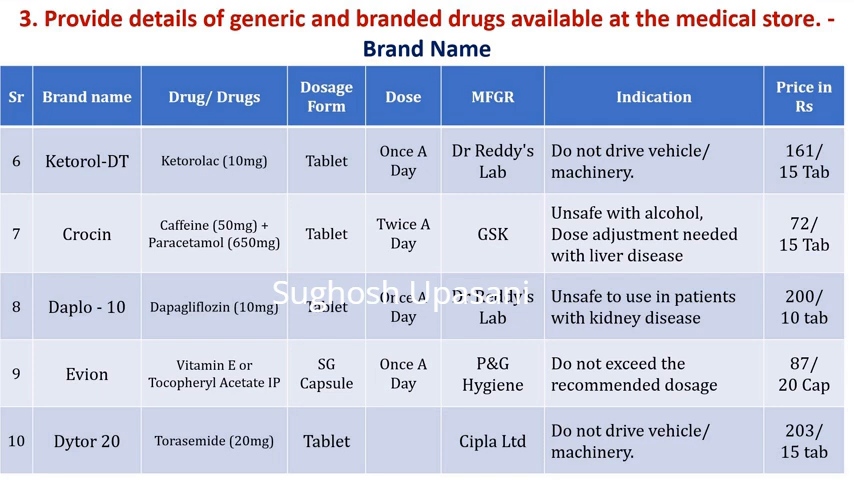 3. Provide details of generic and branded drugs available at the medical store. -
Brand Name
Sr Brand name Drug/ Drugs Dosage Form Dose MFGR Indication Price in Rs
6 Ketorol-DT Ketorolac (10mg) Tablet Once A Day Dr Reddy's Lab Do not drive vehicle/ machinery. 161/ 15 Tab
7 Crocin Caffeine (50mg) + Paracetamol (650mg) Tablet Twice A Day GSK Unsafe with alcohol, Dose adjustment needed with liver disease 72/ 15 Tab
8 Daplo - 10 Dapagliflozin (10mg) Tablet Once A Day Dr Reddy's Lab Unsafe to use in patients with kidney disease 200/ 10 tab
9 Evion Vitamin E or Tocopheryl Acetate IP SG Capsule Once A Day P&G Hygiene Do not exceed the recommended dosage 87/ 20 Cap
10 Dytor 20 Torasemide (20mg) Tablet Cipla Ltd Do not drive vehicle/ machinery. 203/ 15 tab
Sughosh Upasani